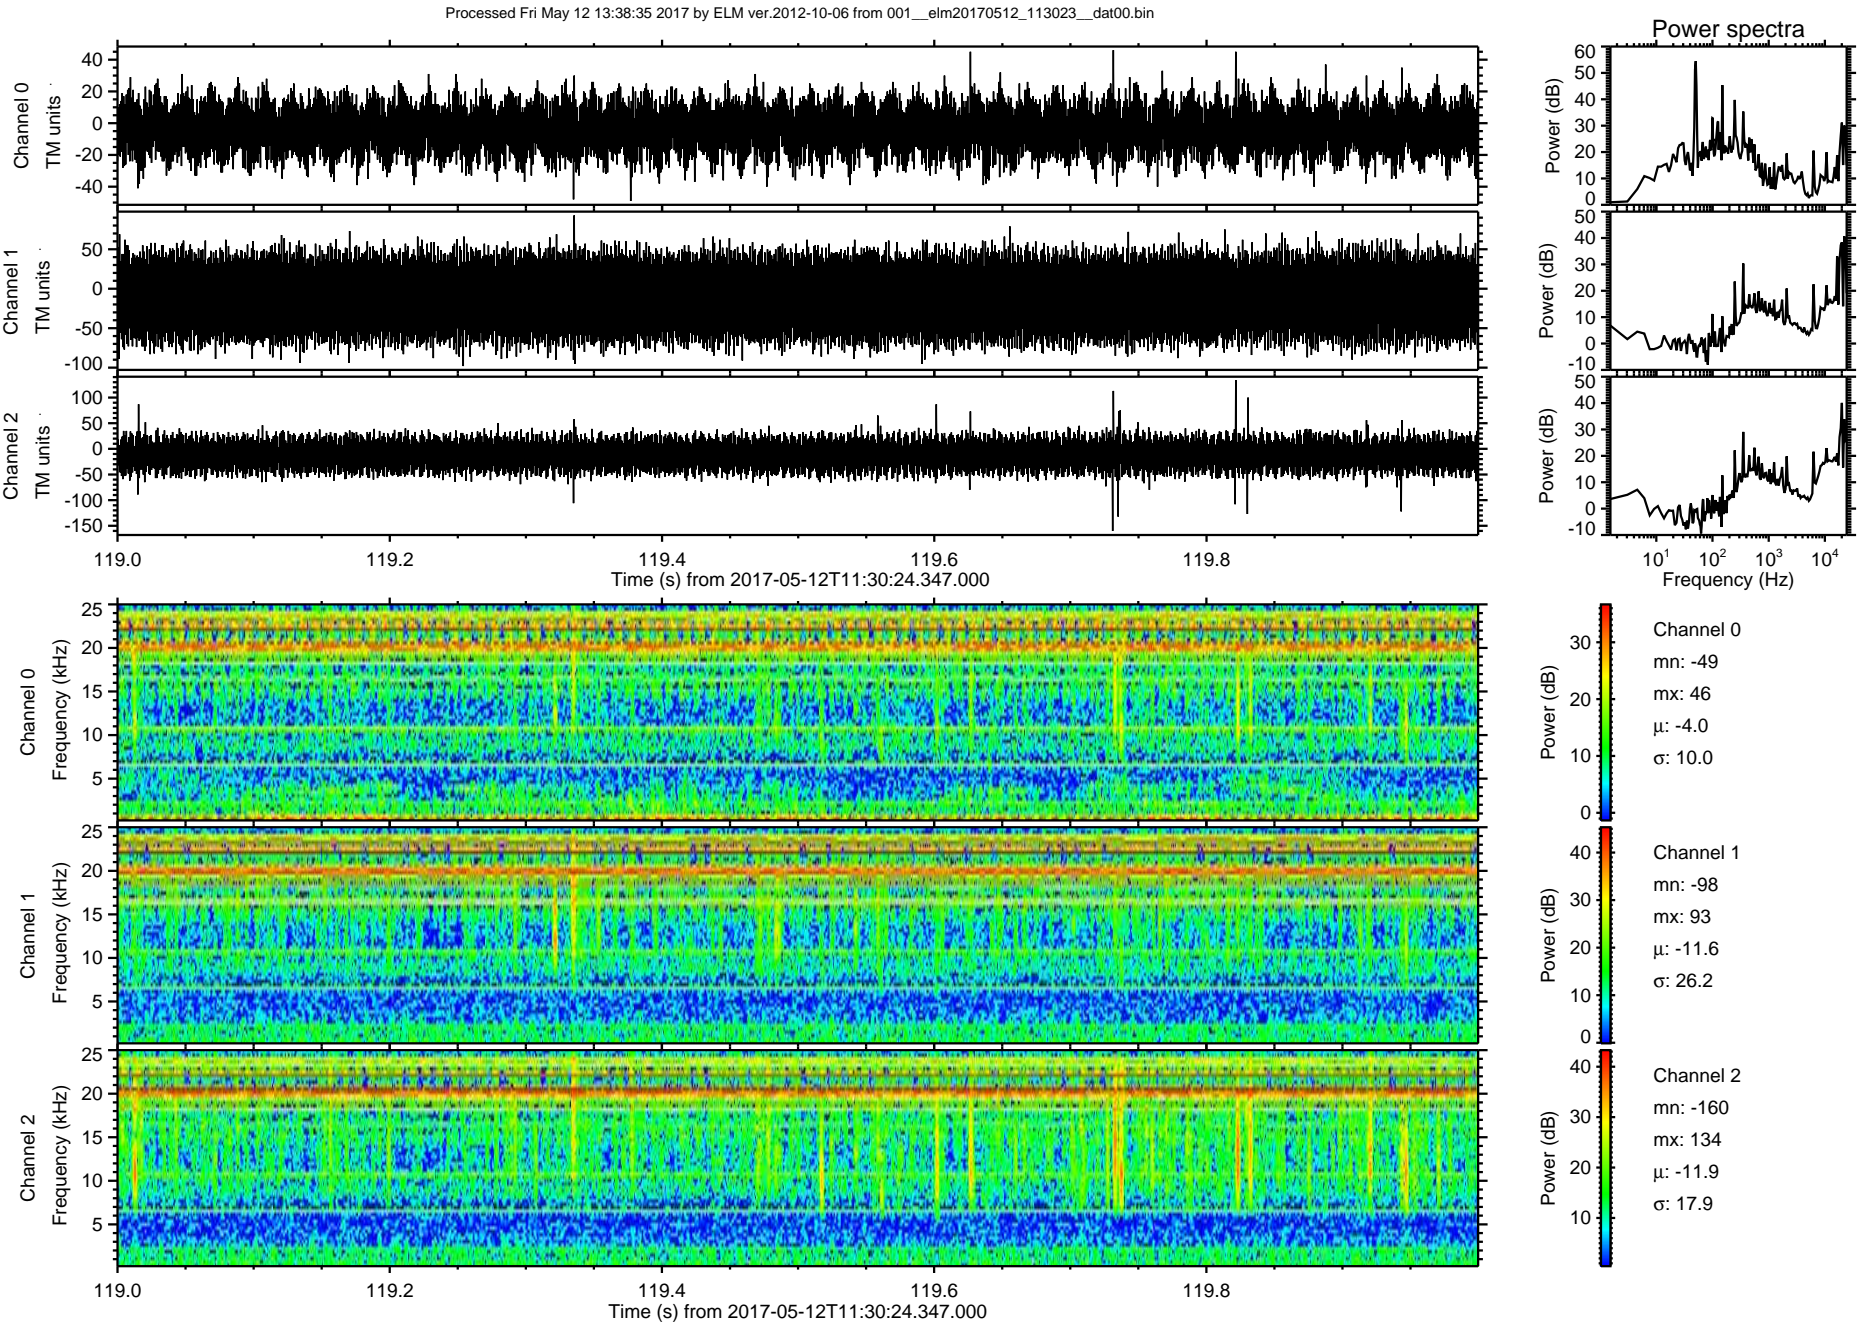 Processed Fri May 12 13:38:35 2017 by ELM ver.2012-10-06 from 001__elm20170512_113023__dat00.bin
Power spectra
Channel 0
TM units
40
20
0
-20
-40
Power (dB)
60
50
40
30
20
10
0
Channel 1
TM units
50
0
-50
-100
Power (dB)
50
40
30
20
10
0
-10
Channel 2
TM units
100
50
0
-50
-100
-150
Power (dB)
50
40
30
20
10
0
-10
119.0 119.2 119.4 119.6 119.8
Time (s) from 2017-05-12T11:30:24.347.000
10¹ 10² 10³ 10⁴
Frequency (Hz)
Channel 0
Frequency (kHz)
25
20
15
10
5
Power (dB)
30
20
10
0
Channel 0
mn: -49
mx: 46
μ: -4.0
σ: 10.0
Channel 1
Frequency (kHz)
25
20
15
10
5
Power (dB)
40
30
20
10
0
Channel 1
mn: -98
mx: 93
μ: -11.6
σ: 26.2
Channel 2
Frequency (kHz)
25
20
15
10
5
Power (dB)
40
30
20
10
Channel 2
mn: -160
mx: 134
μ: -11.9
σ: 17.9
119.0 119.2 119.4 119.6 119.8
Time (s) from 2017-05-12T11:30:24.347.000